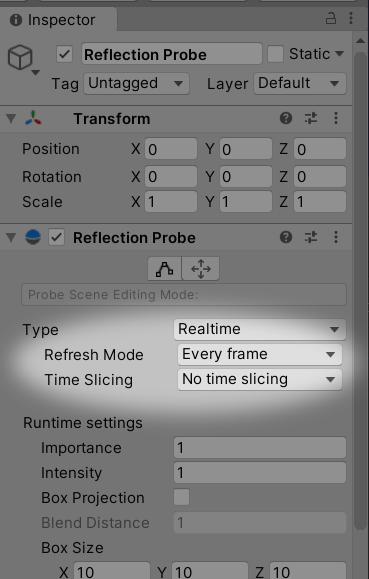 Inspector
Reflection Probe Static
Tag Untagged Layer Default
Transform
Position X 0 Y 0 Z 0
Rotation X 0 Y 0 Z 0
Scale X 1 Y 1 Z 1
Reflection Probe
Probe Scene Editing Mode:
Type Realtime
Refresh Mode Every frame
Time Slicing No time slicing
Runtime settings
Importance 1
Intensity 1
Box Projection
Blend Distance 1
Box Size
X 10 Y 10 Z 10